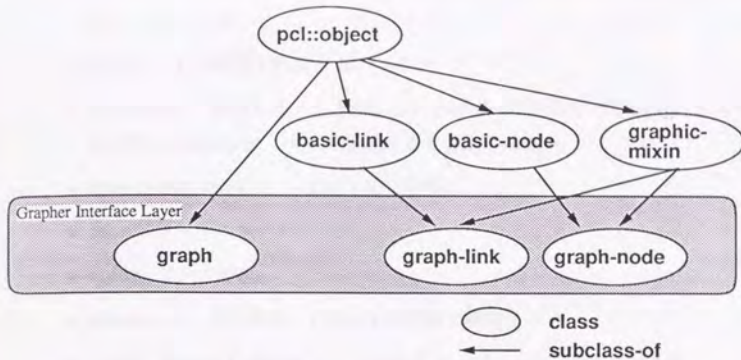 pcl::object
basic-link
basic-node
graphic-
mixin
Grapher Interface Layer
graph
graph-link
graph-node
class
subclass-of